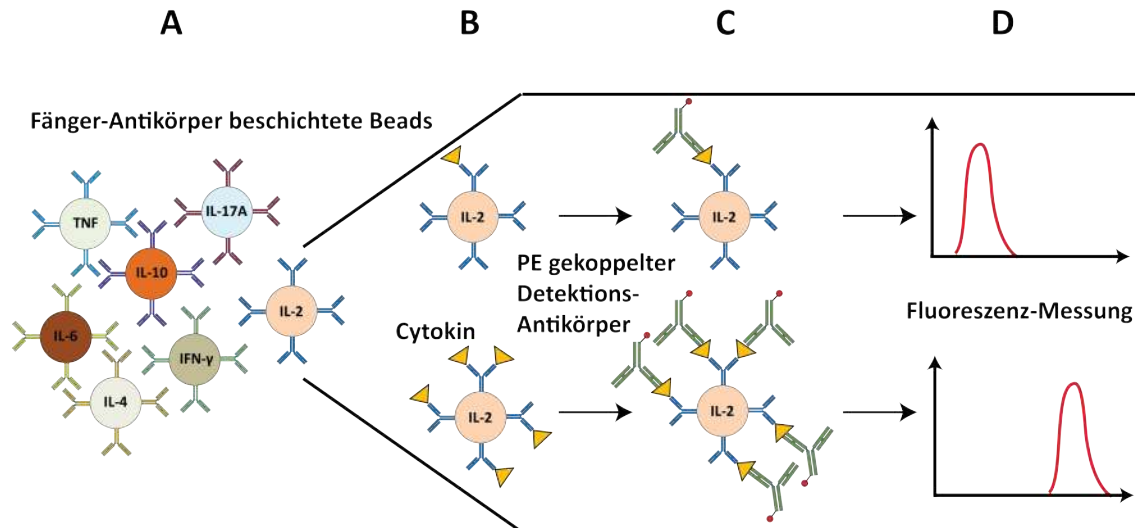 A
B
C
D
Fänger-Antikörper beschichtete Beads
TNF
IL-17A
IL-10
IL-2
IL-6
IFN-γ
IL-4
IL-2
IL-2
PE gekoppelter
Detektions-
Antikörper
Cytokin
IL-2
IL-2
Fluoreszenz-Messung